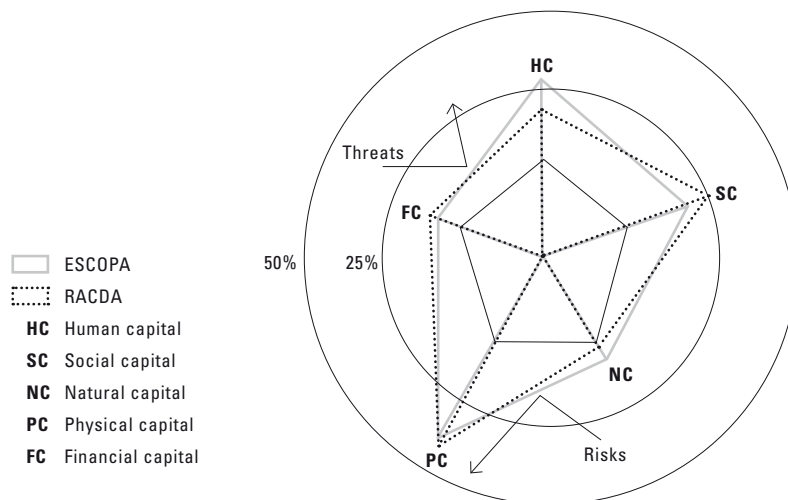 HC
Threats
SC
FC
50%
25%
ESCOPA
RACDA
HC Human capital
SC Social capital
NC Natural capital
PC Physical capital
FC Financial capital
NC
Risks
PC